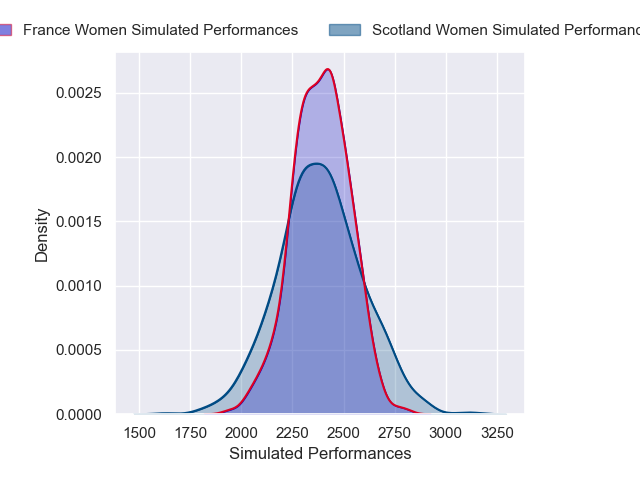 France Women Simulated Performances Scotland Women Simulated Performanc
0.0025
0.0020
0.0015
0.0010
0.0005
0.0000
Density
1500 1750 2000 2250 2500 2750 3000 3250
Simulated Performances